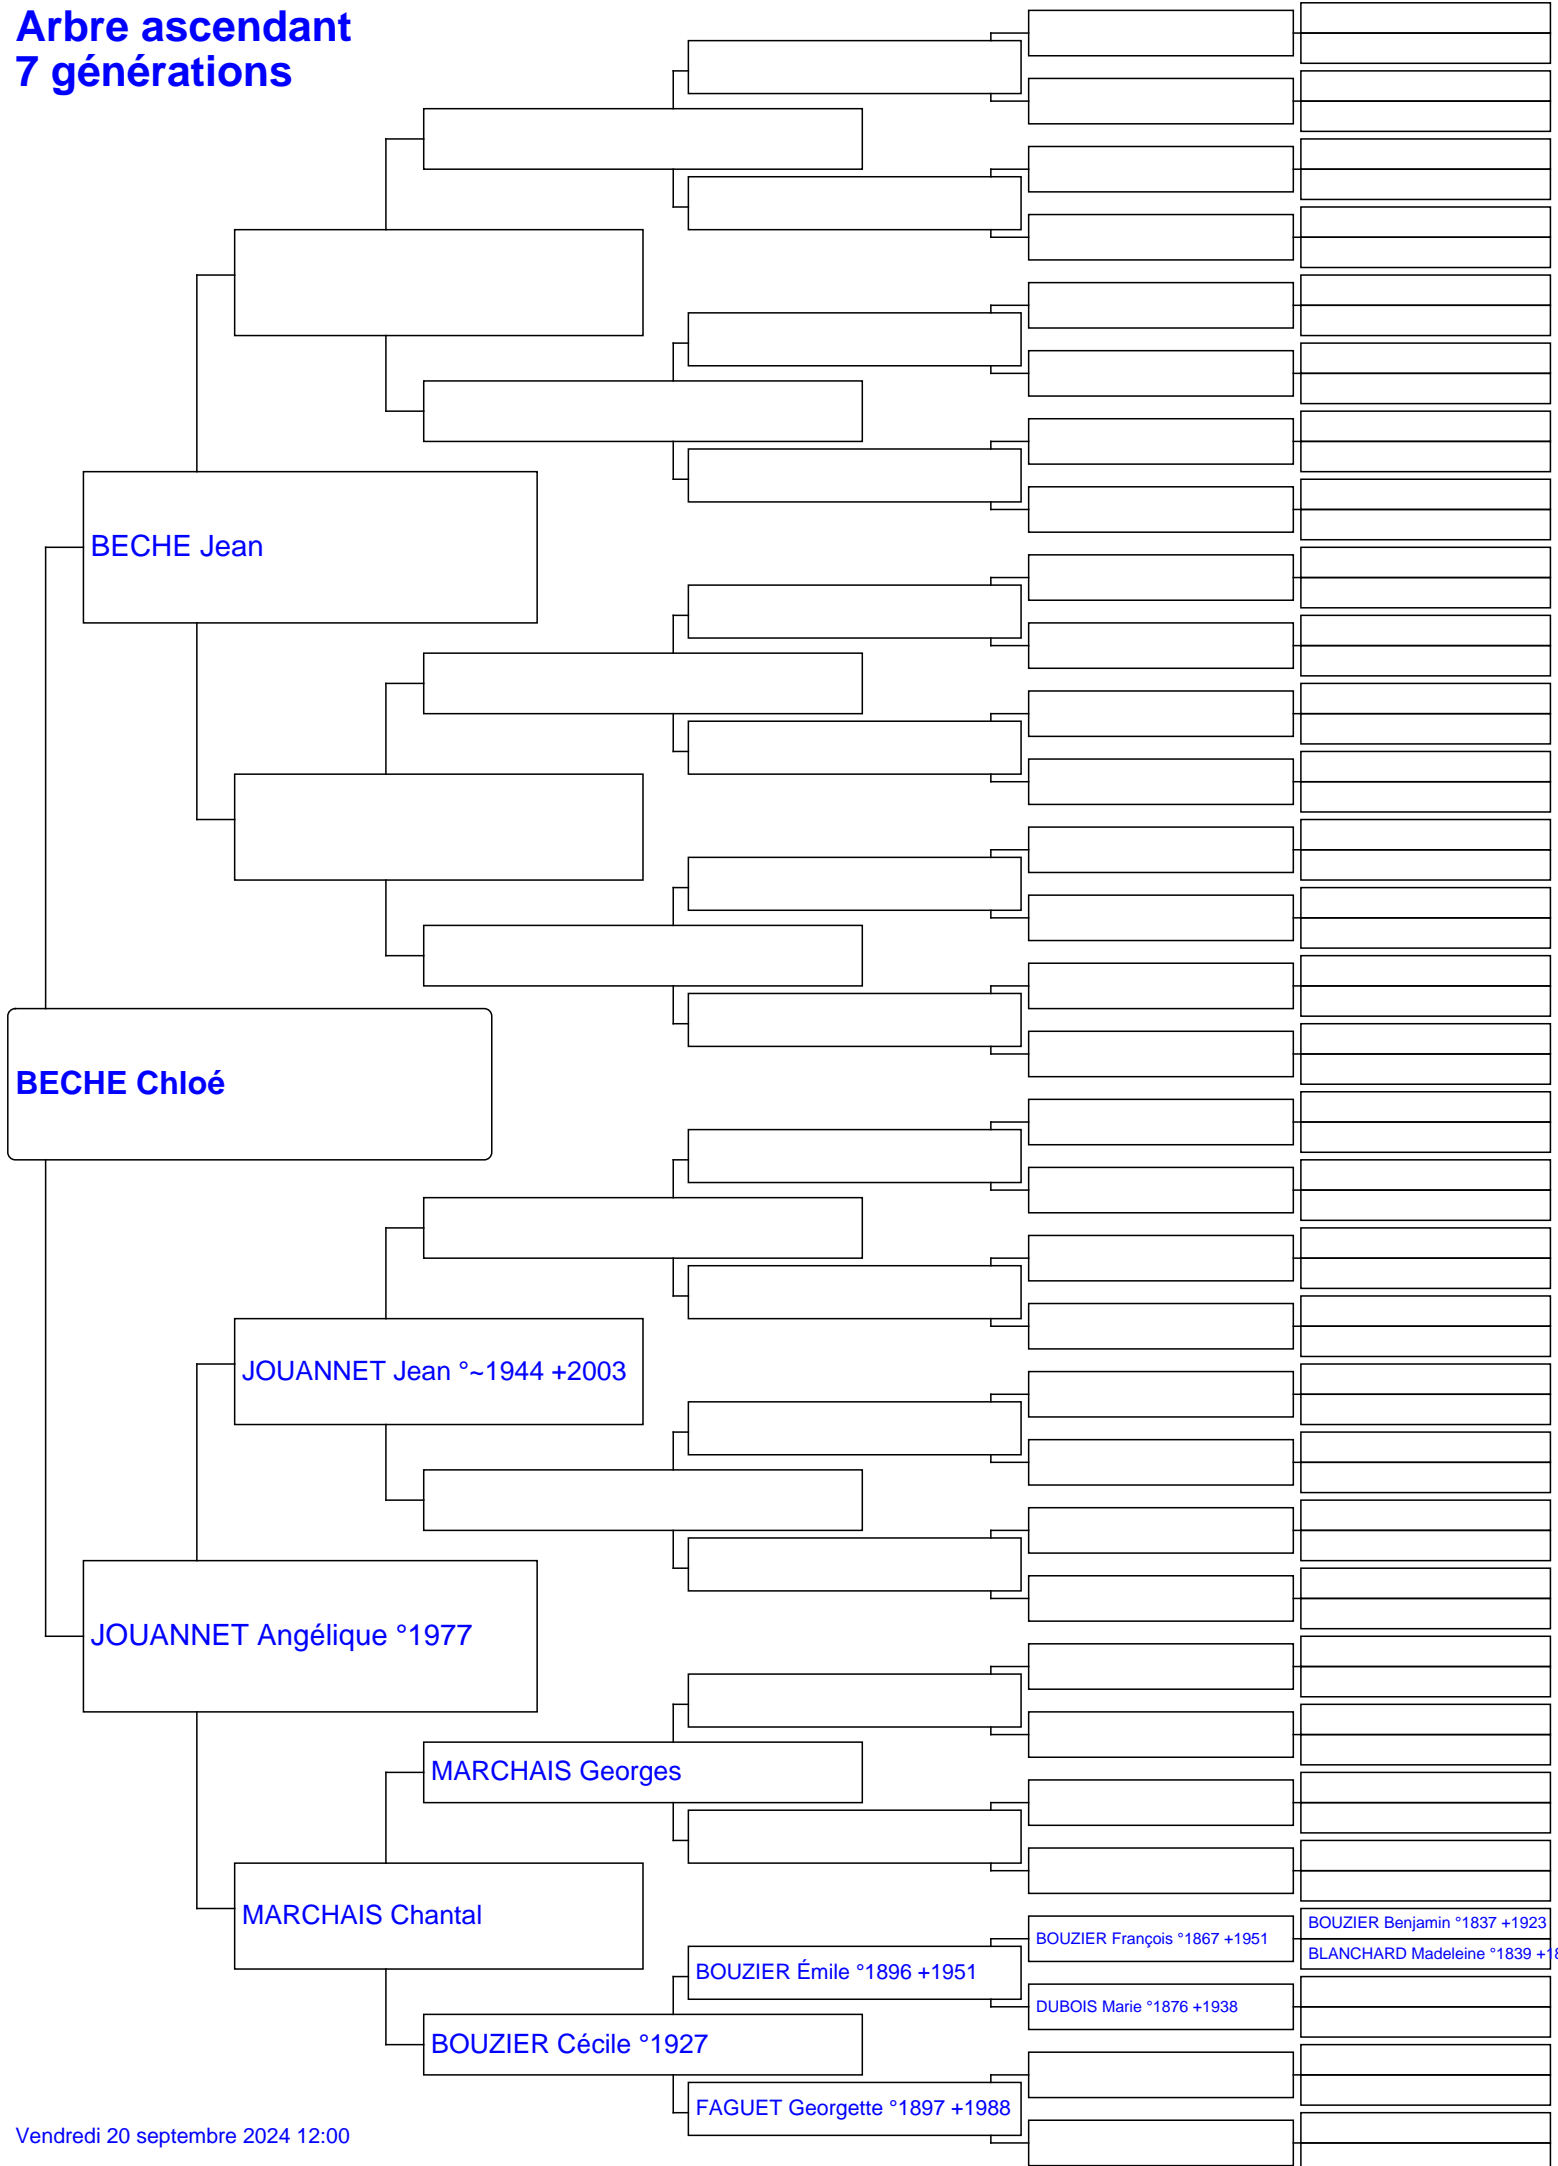 Arbre ascendant
7 générations
BECHE Jean
BECHE Chloé
JOUANNET Jean °~1944 +2003
JOUANNET Angélique °1977
MARCHAIS Georges
MARCHAIS Chantal
BOUZIER Benjamin °1837 +1923
BOUZIER François °1867 +1951
BLANCHARD Madeleine °1839 +18
BOUZIER Émile °1896 +1951
DUBOIS Marie °1876 +1938
BOUZIER Cécile °1927
FAGUET Georgette °1897 +1988
Vendredi 20 septembre 2024 12:00